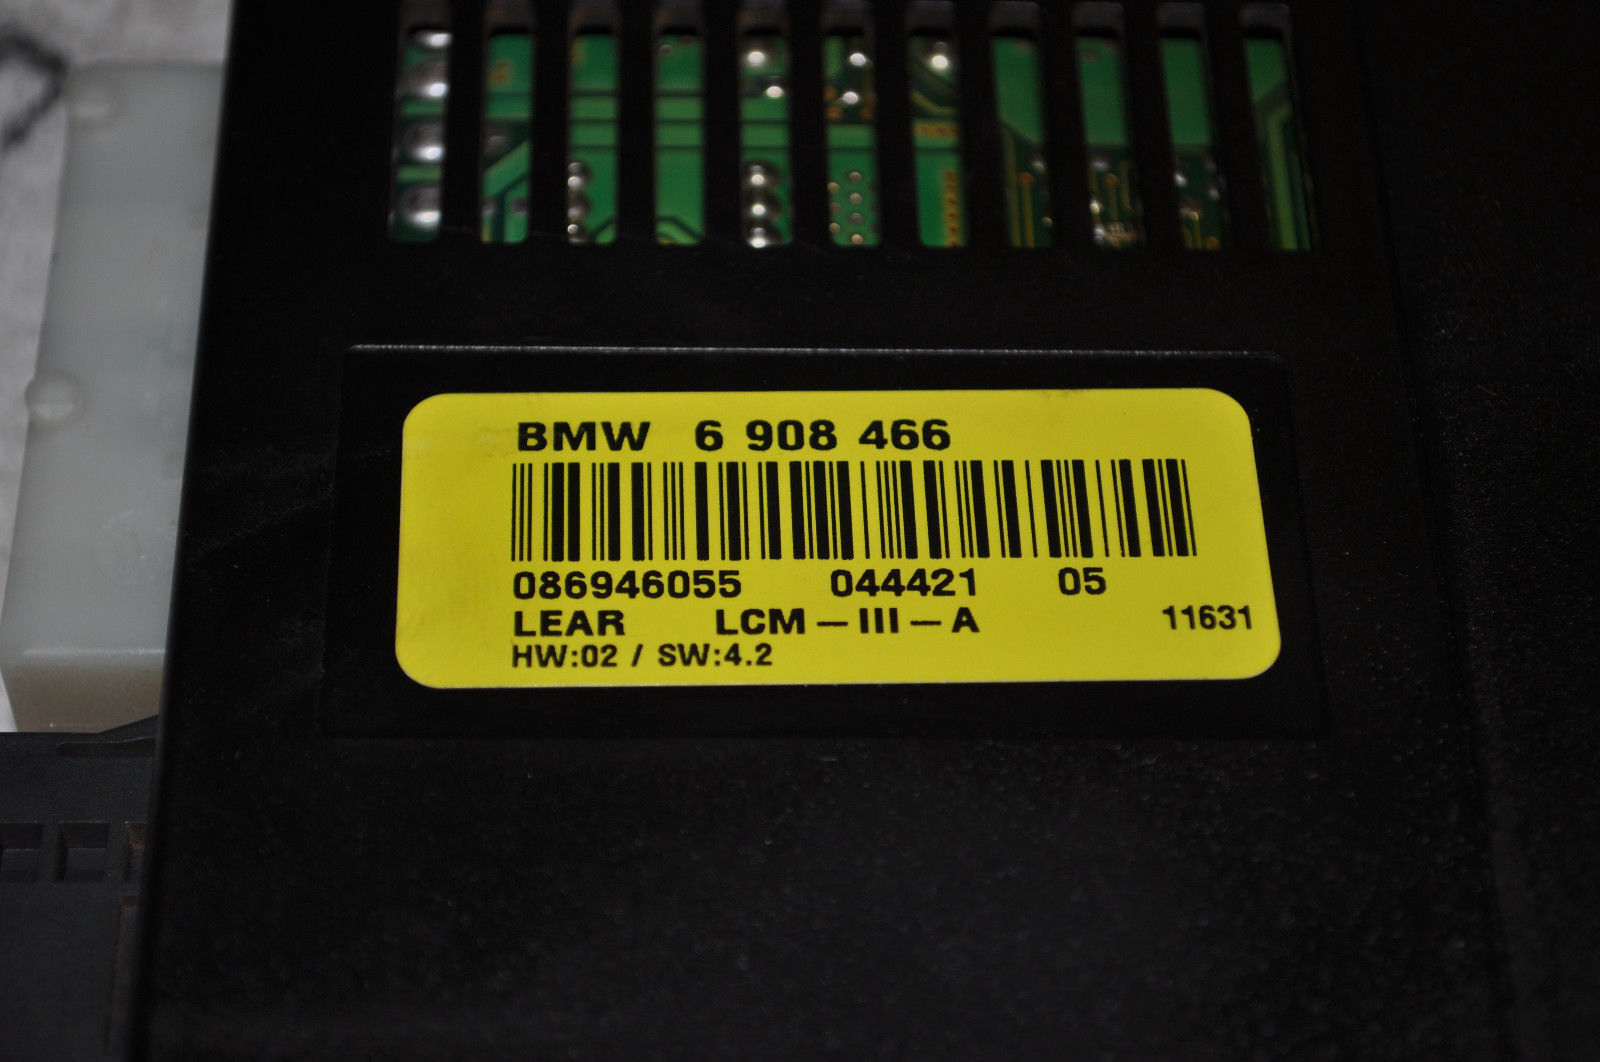 BMW 6 908 466
086946055 044421 05
LEAR LCM-III-A 11631
HW:02 / SW:4.2